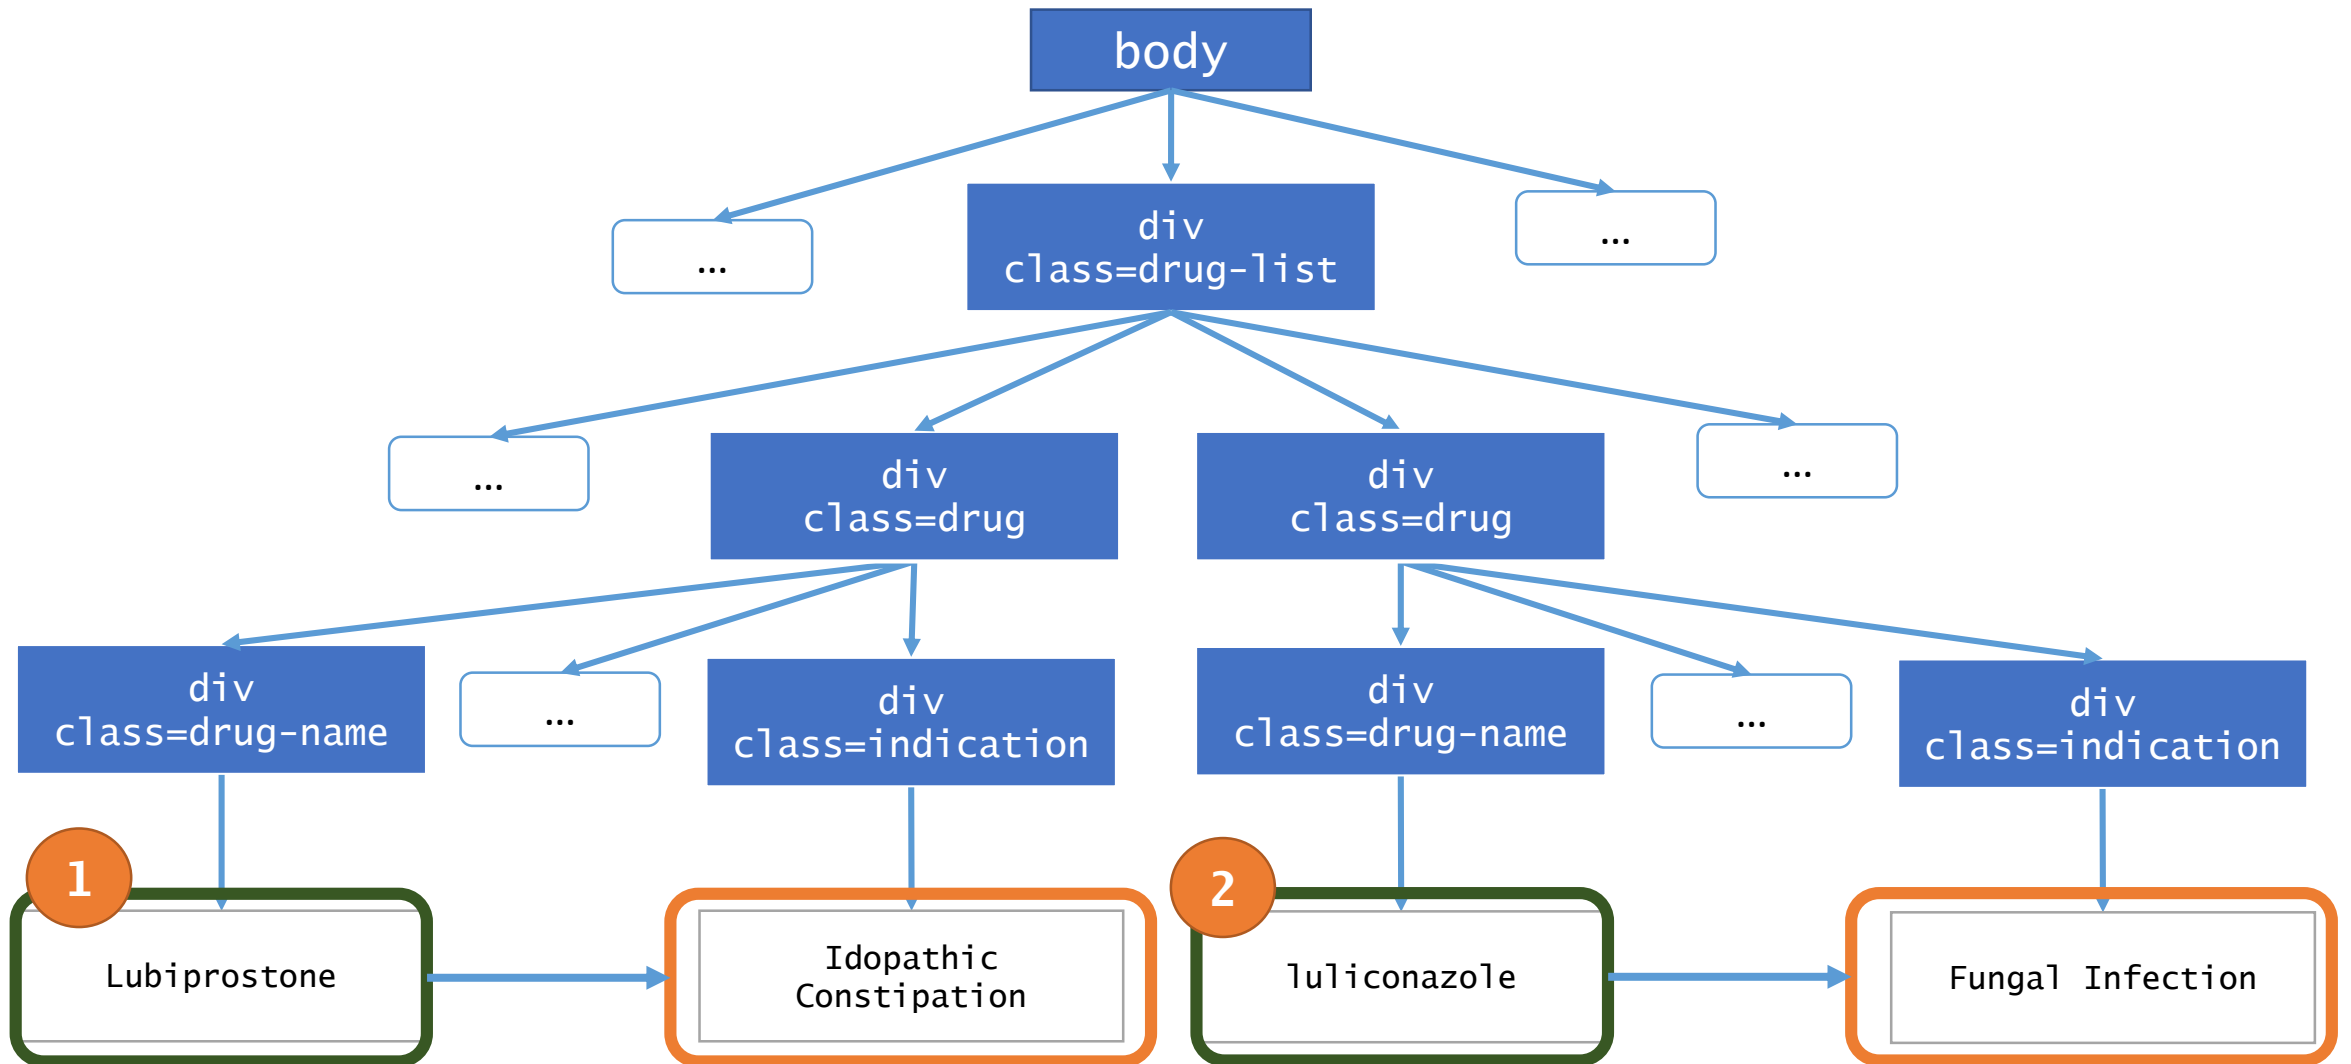 body
...
div
class=drug-list
...
...
div
class=drug
div
class=drug
...
div
class=drug-name
...
div
class=indication
div
class=drug-name
...
div
class=indication
1
Lubiprostone
Idopathic
Constipation
2
luliconazole
Fungal Infection